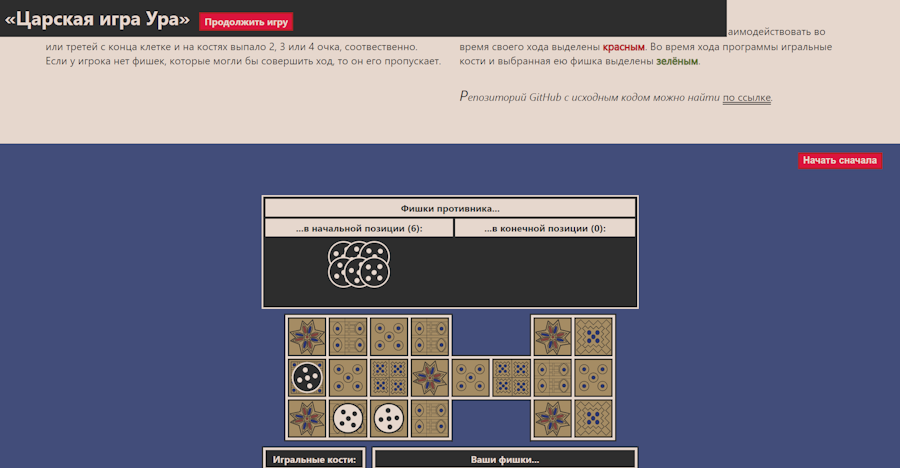 «Царская игра Ура» Продолжить игру
или третей с конца клетке и на костях выпало 2, 3 или 4 очка, соотвественно.
Если у игрока нет фишек, которые могли бы совершить ход, то он его пропускает.
аимодействовать во
время своего хода выделены красным. Во время хода программы игральные
кости и выбранная ею фишка выделены зелёным.
Репозиторий GitHub с исходным кодом можно найти по ссылке.
Начать сначала
Фишки противника...
...в начальной позиции (6): ...в конечной позиции (0):
Игральные кости: Ваши фишки...